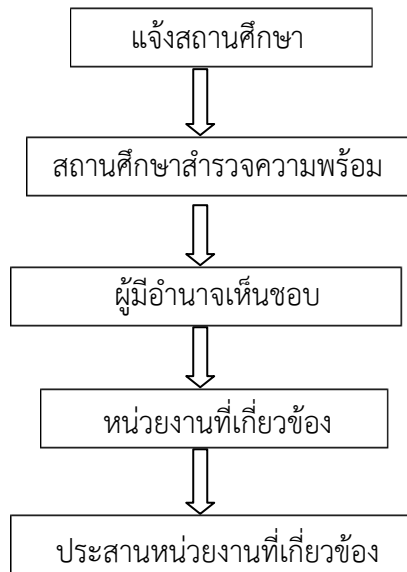 แจ้งสถานศึกษา
สถานศึกษาสำรวจความพร้อม
ผู้มีอำนาจเห็นชอบ
หน่วยงานที่เกี่ยวข้อง
ประสานหน่วยงานที่เกี่ยวข้อง